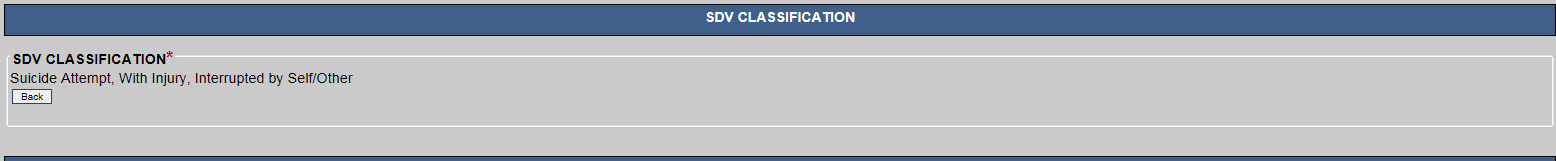 SDV CLASSIFICATION
SDV CLASSIFICATION*
Suicide Attempt, With Injury, Interrupted by Self/Other
Back